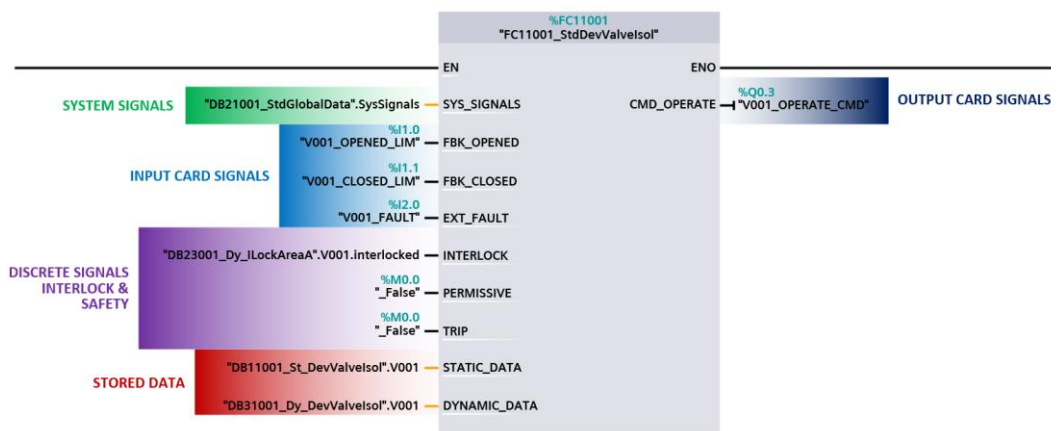 %FC11001
"FC11001_StdDevValveIsol"
EN
ENO
SYSTEM SIGNALS
"DB21001_StdGlobalData".SysSignals
SYS_SIGNALS
CMD_OPERATE
%Q0.3
"V001_OPERATE_CMD"
OUTPUT CARD SIGNALS
%I1.0
"V001_OPENED_LIM"
FBK_OPENED
INPUT CARD SIGNALS
%I1.1
"V001_CLOSED_LIM"
FBK_CLOSED
%I2.0
"V001_FAULT"
EXT_FAULT
"DB23001_Dy_ILockAreaA".V001.interlocked
INTERLOCK
DISCRETE SIGNALS
INTERLOCK &
SAFETY
%M0.0
"_False"
PERMISSIVE
%M0.0
"_False"
TRIP
STORED DATA
"DB11001_St_DevValveIsol".V001
STATIC_DATA
"DB31001_Dy_DevValveIsol".V001
DYNAMIC_DATA